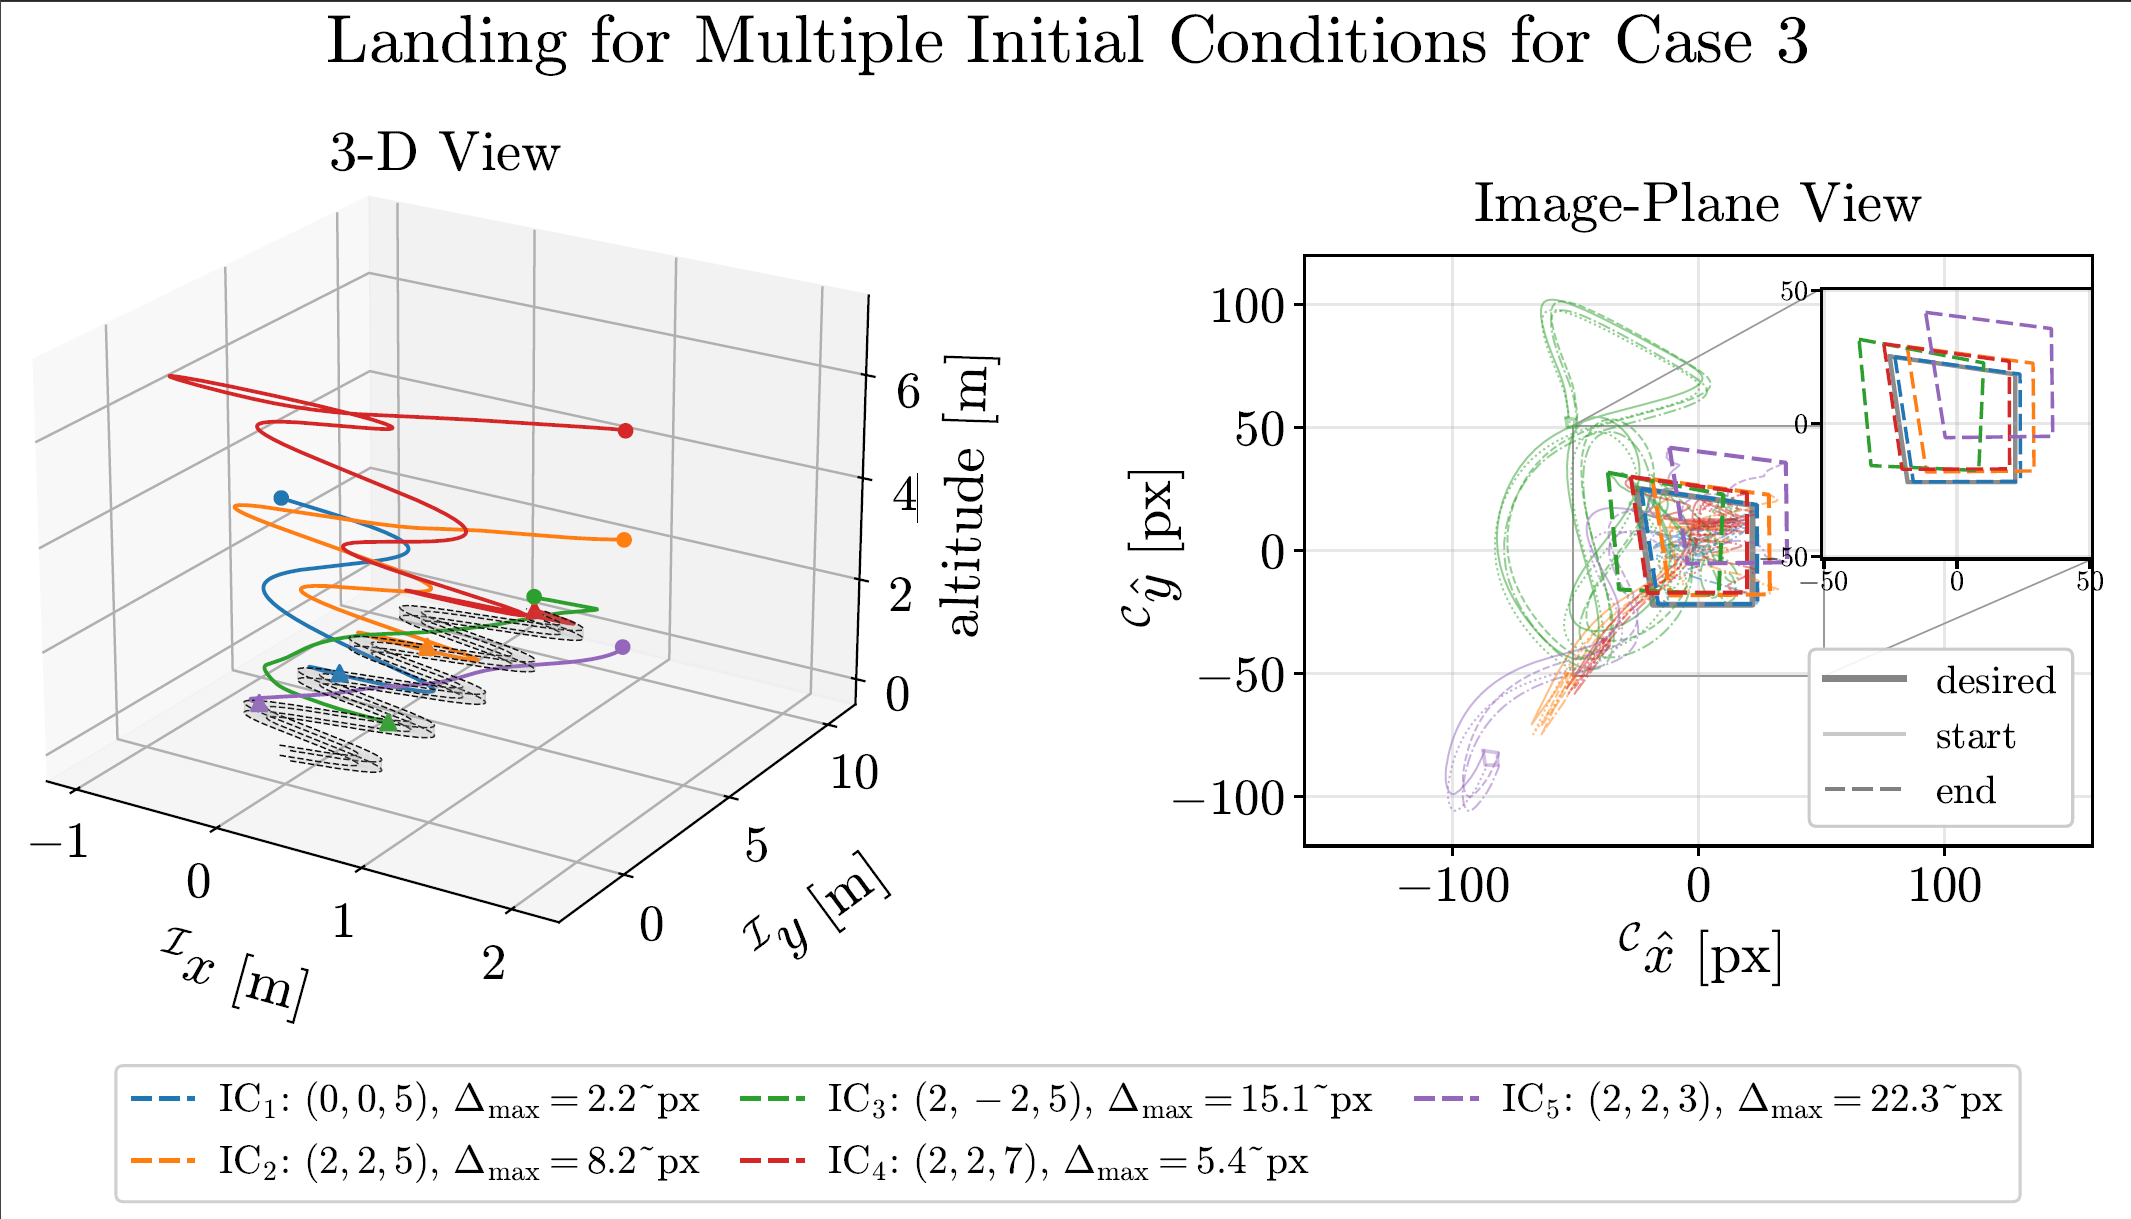 Landing for Multiple Initial Conditions for Case 3
3-D View
6
4
2
0
altitude [m]
10
5
0
ᴵy [m]
−1
0
1
2
ᴵx [m]
Image-Plane View
100
50
0
−50
−100
ᶜŷ [px]
−100
0
100
ᶜx̂ [px]
50
0
50
−50
0
50
desired
start
end
IC₁: (0, 0, 5), Δmax = 2.2~px
IC₂: (2, 2, 5), Δmax = 8.2~px
IC₃: (2, −2, 5), Δmax = 15.1~px
IC₄: (2, 2, 7), Δmax = 5.4~px
IC₅: (2, 2, 3), Δmax = 22.3~px